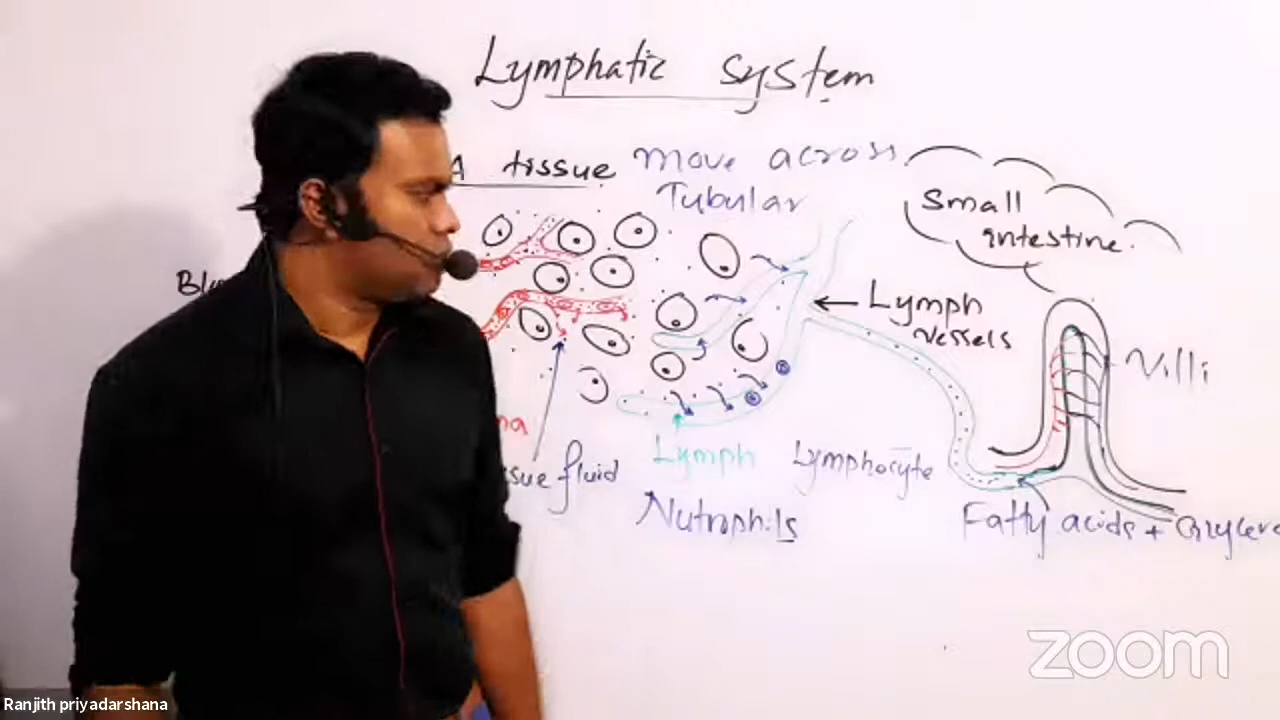 Lymphatic system
A tissue
move across
Tubular
Small
intestine.
Lymph
vessels
Villi
Lymph
Lymphocyte
fluid
Nutrophils
Fatty acids +
zoom
Ranjith priyadarshana